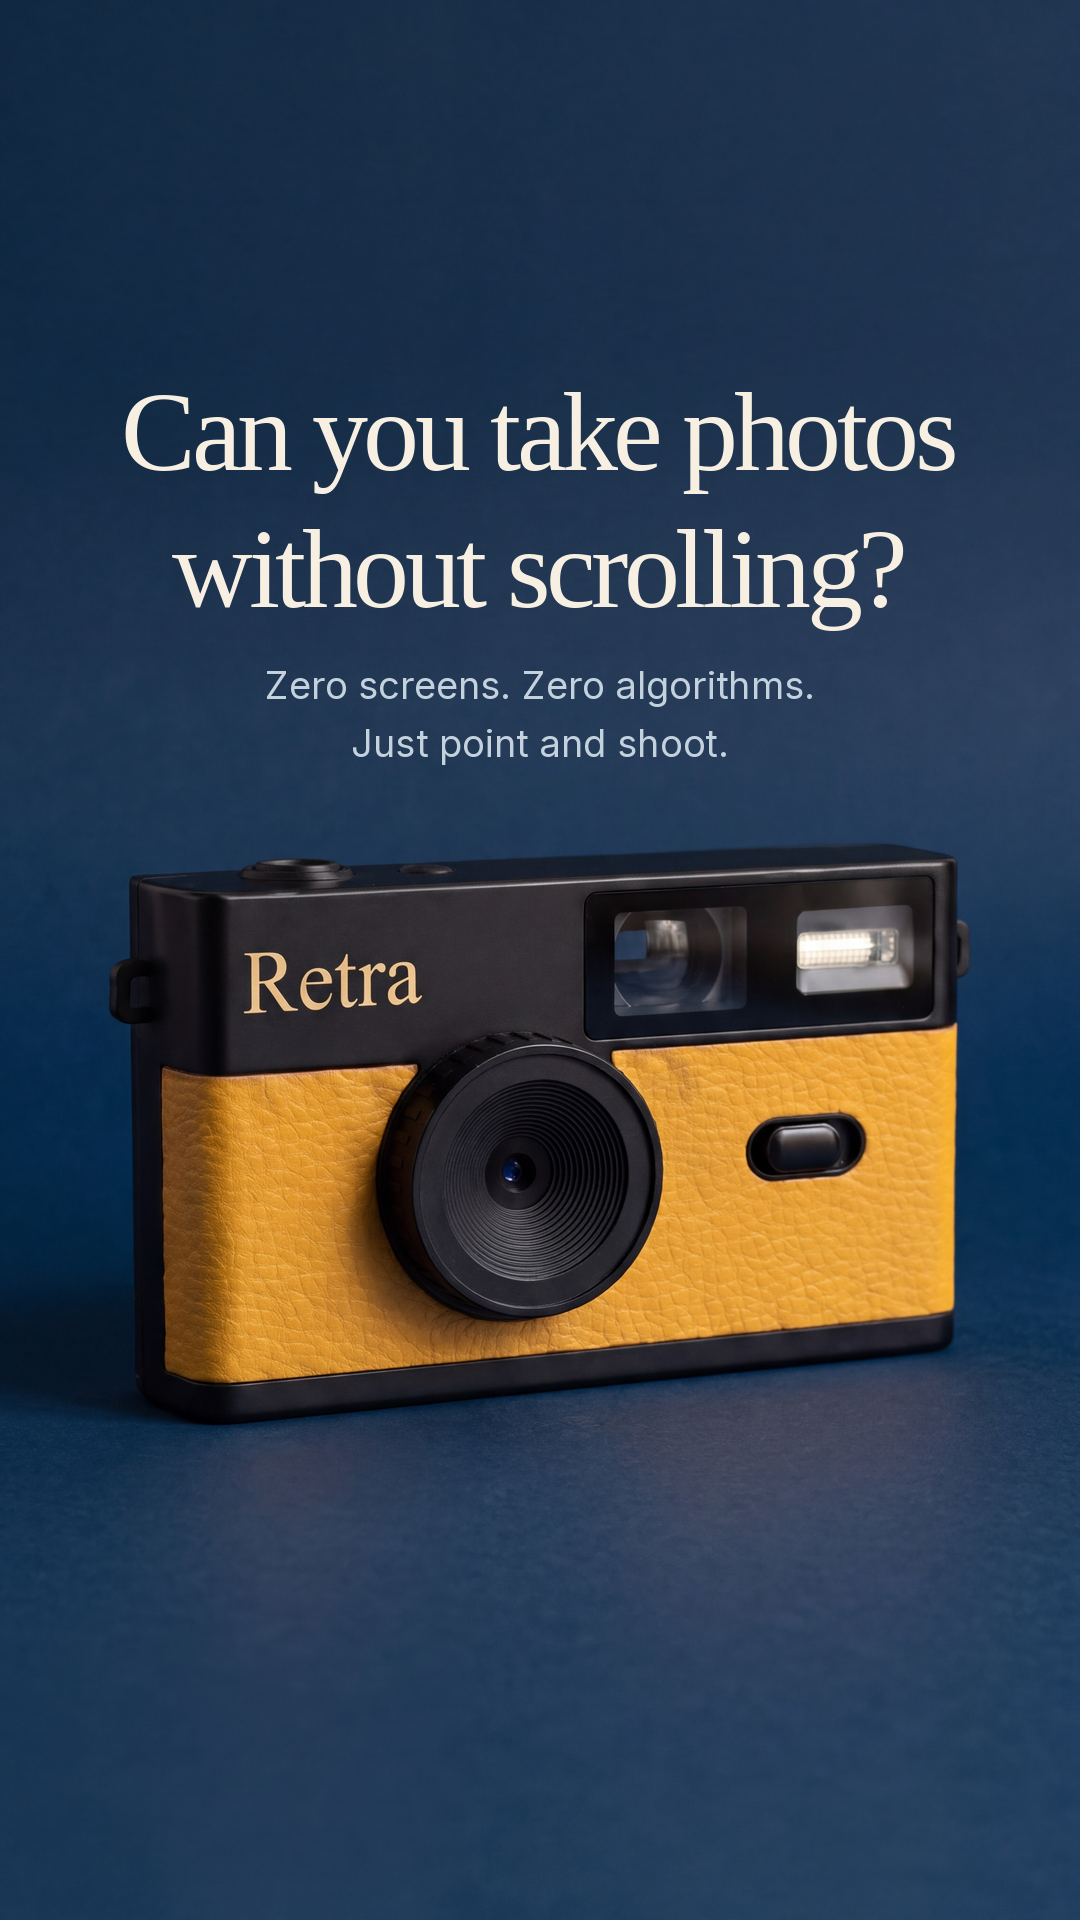 Can you take photos
without scrolling?
Zero screens. Zero algorithms.
Just point and shoot.
Retra